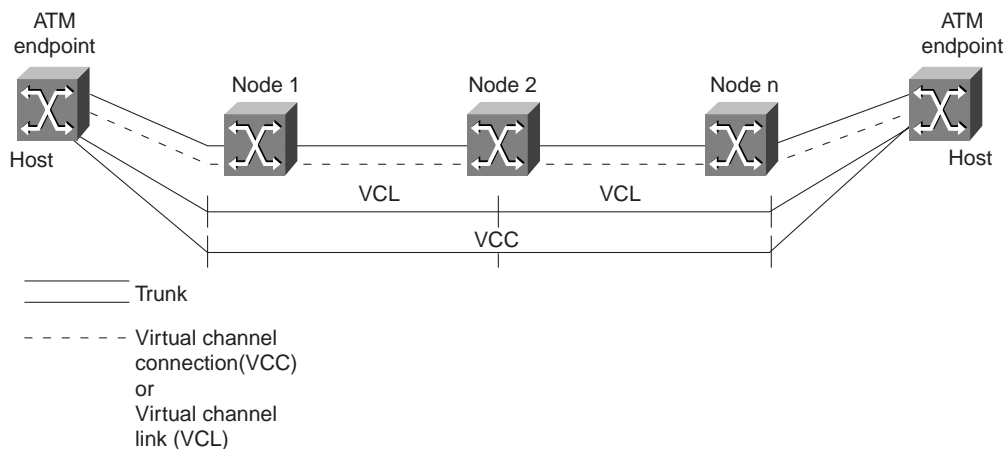 ATM
endpoint
ATM
endpoint
Node 1
Node 2
Node n
Host
Host
VCL
VCL
VCC
Trunk
Virtual channel
connection(VCC)
or
Virtual channel
link (VCL)